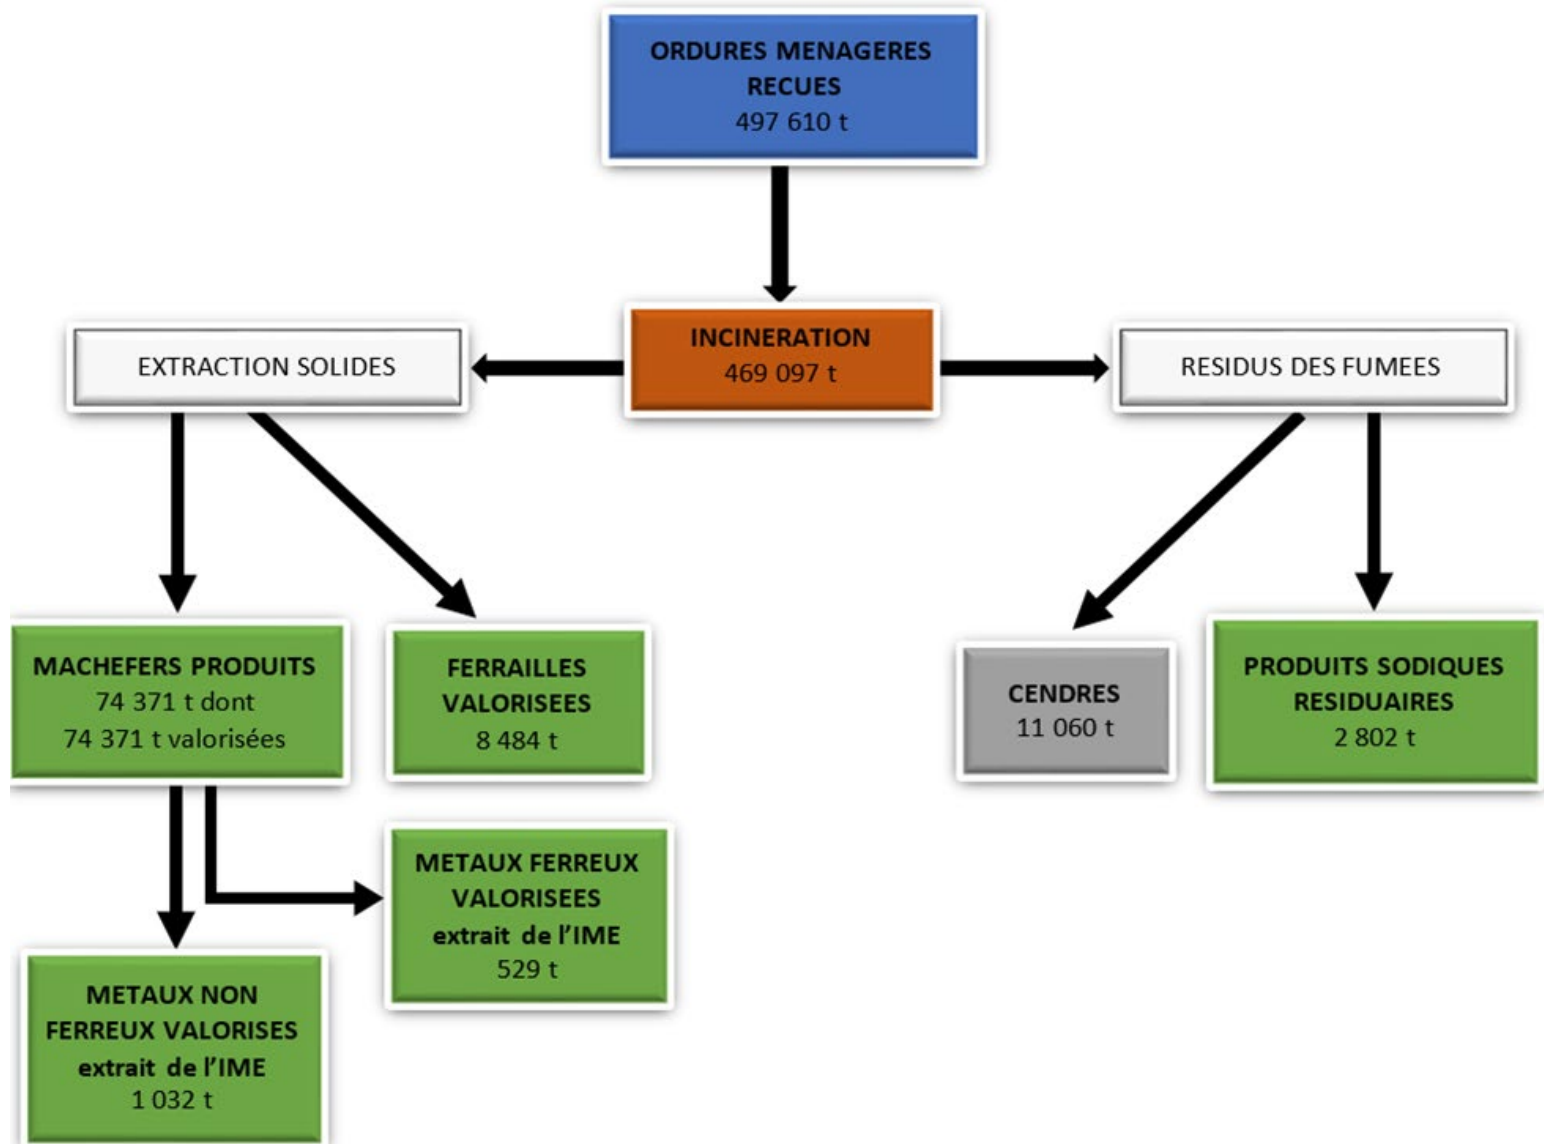 ORDURES MENAGERES
RECUES
497 610 t
INCINERATION
469 097 t
EXTRACTION SOLIDES
RESIDUS DES FUMEES
MACHEFERS PRODUITS
74 371 t dont
74 371 t valorisées
FERRAILLES
VALORISEES
8 484 t
CENDRES
11 060 t
PRODUITS SODIQUES
RESIDUAIRES
2 802 t
METAUX FERREUX
VALORISEES
extrait de l’IME
529 t
METAUX NON
FERREUX VALORISES
extrait de l’IME
1 032 t